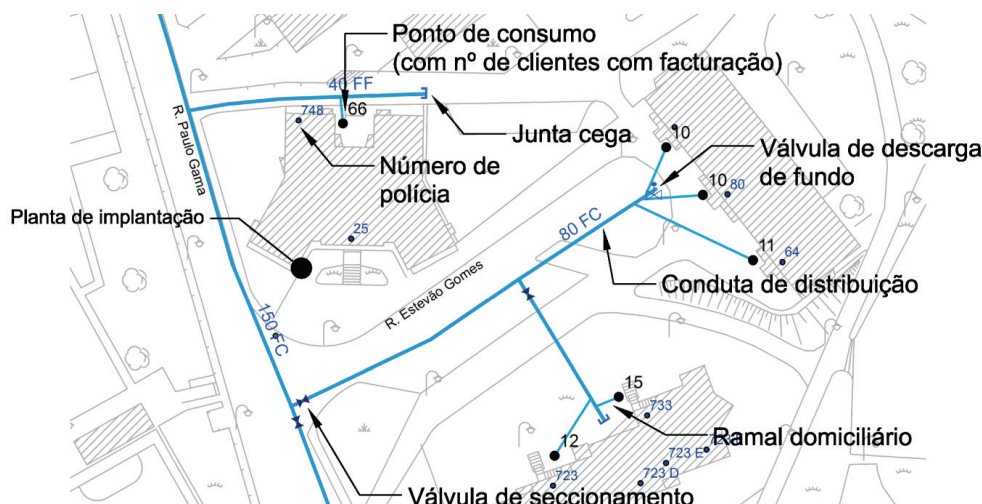 Ponto de consumo
(com nº de clientes com facturação)
40 FF
748
66
R. Paulo Gama
Junta cega
10
Válvula de descarga
de fundo
Número de
polícia
10
80
Planta de implantação
25
80 FC
11
64
R. Estevão Gomes
Conduta de distribuição
150 FC
15
733
12
Ramal domiciliário
723 E
723
723 D
Válvula de seccionamento